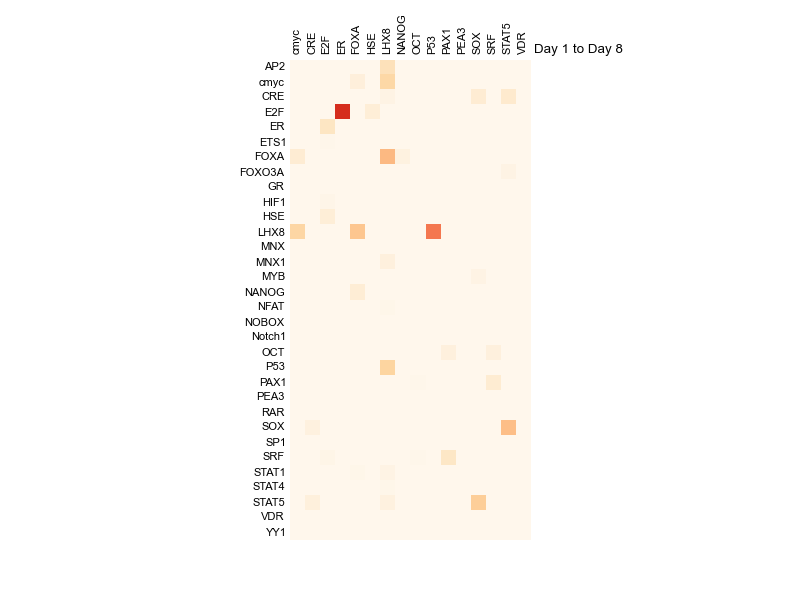 cmyc CRE E2F ER FOXA HSE LHX8 NANOG OCT P53 PAX1 PEA3 SOX SRF STAT5 VDR
Day 1 to Day 8
AP2
cmyc
CRE
E2F
ER
ETS1
FOXA
FOXO3A
GR
HIF1
HSE
LHX8
MNX
MNX1
MYB
NANOG
NFAT
NOBOX
Notch1
OCT
P53
PAX1
PEA3
RAR
SOX
SP1
SRF
STAT1
STAT4
STAT5
VDR
YY1